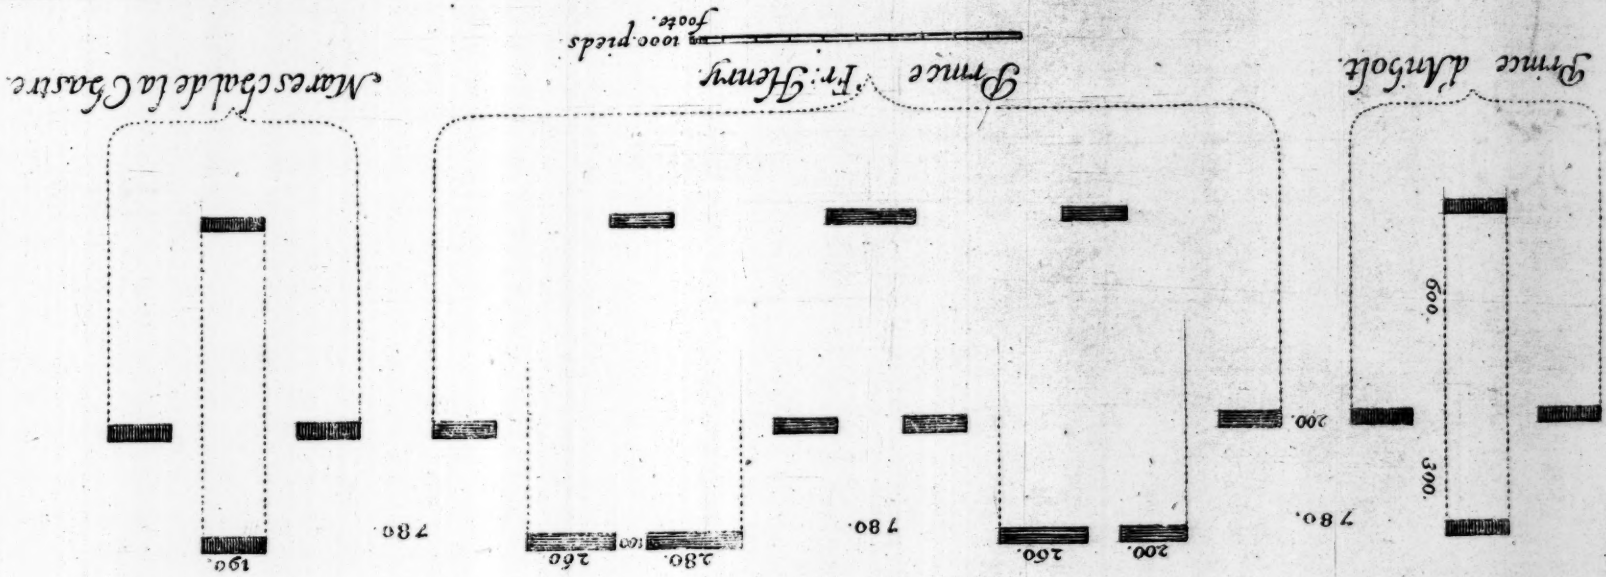 200.
260.
280.
260.
190.
100
780.
780.
780.
300.
200.
600.
Prince d'Anholt.
Prince Fr: Henry.
Mareschal de la Chastre.
1000. pieds
foote.